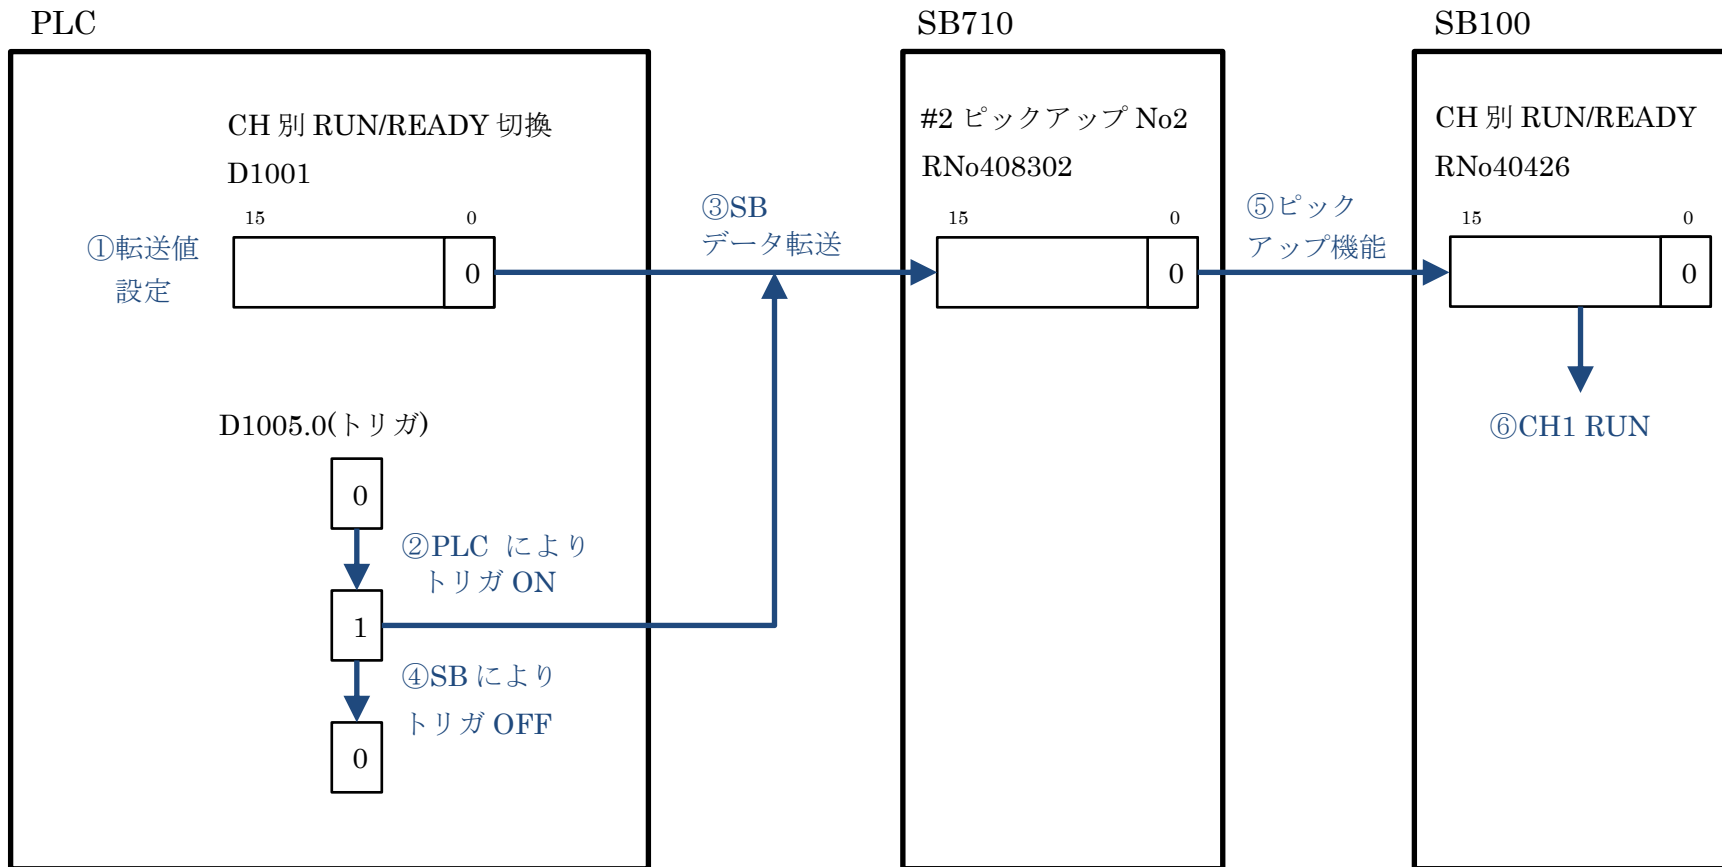 PLC
CH 別 RUN/READY 切換
D1001
15 0
①転送値
設定
0
D1005.0(トリガ)
0
②PLC により
トリガ ON
1
④SB により
トリガ OFF
0
③SB
データ転送
SB710
#2 ピックアップ No2
RNo408302
15 0
0
⑤ピック
アップ機能
SB100
CH 別 RUN/READY
RNo40426
15 0
0
⑥CH1 RUN